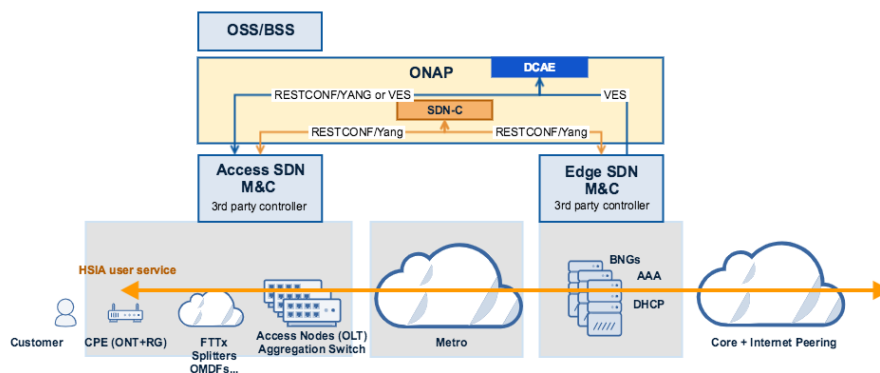 OSS/BSS
ONAP
DCAE
RESTCONF/YANG or VES
VES
SDN-C
RESTCONF/Yang
RESTCONF/Yang
Access SDN
M&C
3rd party controller
Edge SDN
M&C
3rd party controller
HSIA user service
BNGs
AAA
DHCP
Customer
CPE (ONT+RG)
FTTx
Splitters
OMDFs...
Access Nodes (OLT)
Aggregation Switch
Metro
Core + Internet Peering